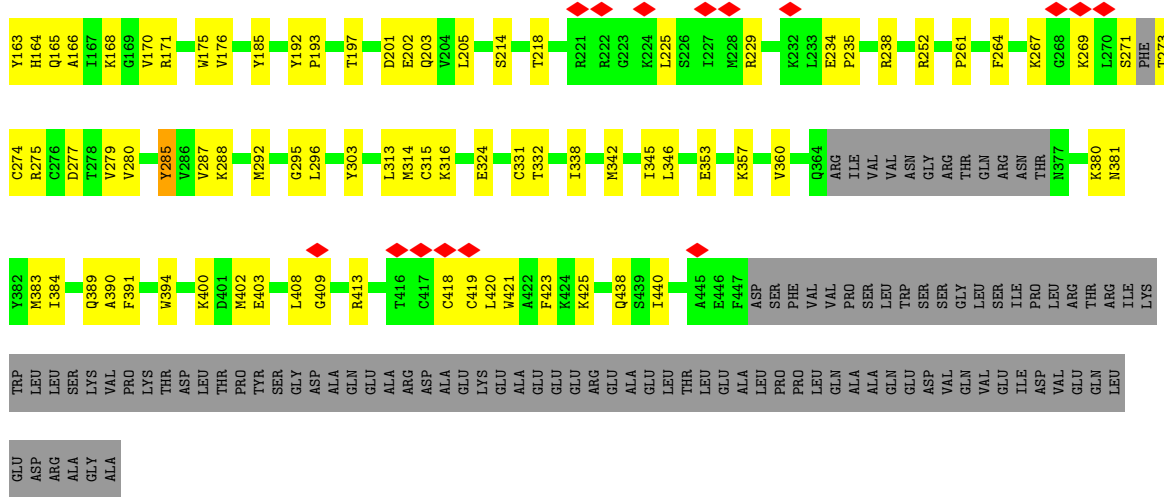 Y163 H164 Q165 A166 I167 K168 G169 V170 R171 W175 V176 Y185 Y192 P193 T197 D201 E202 Q203 V204 L205 S214 T218 R221 R222 G223 K224 L225 S226 I227 M228 R229 K232 L233 E234 P235 R238 R252 P261 F264 K267 G268 K269 L270 S271 PHE T273
C274 R275 C276 D277 T278 V279 V280 Y285 V286 V287 K288 M292 G295 L296 Y303 L313 M314 C315 K316 E324 C331 T332 I338 M342 I345 L346 E353 K357 V360 Q364 ARG ILE VAL VAL ASN GLY ARG THR GLN ARG ASN THR N377 K380 N381
Y382 M383 I384 Q389 A390 F391 W394 K400 D401 M402 E403 L408 G409 R413 T416 C417 C418 C419 L420 W421 A422 F423 K424 K425 Q438 S439 I440 A445 E446 F447 ASP SER PHE VAL VAL PRO SER LEU TRP SER SER GLY LEU SER ILE PRO LEU ARG THR ARG ILE LYS
TRP LEU LEU SER LYS VAL PRO LYS THR ASP LEU THR PRO TYR SER GLY ASP ALA GLN GLU ALA ARG ASP ALA GLU LYS GLU ALA GLU GLU GLU ARG GLU ALA GLU LEU THR LEU GLU ALA LEU PRO PRO LEU GLN ALA ALA GLN GLU ASP VAL GLN VAL GLU ILE ASP VAL GLU GLN LEU
GLU ASP ARG ALA GLY ALA